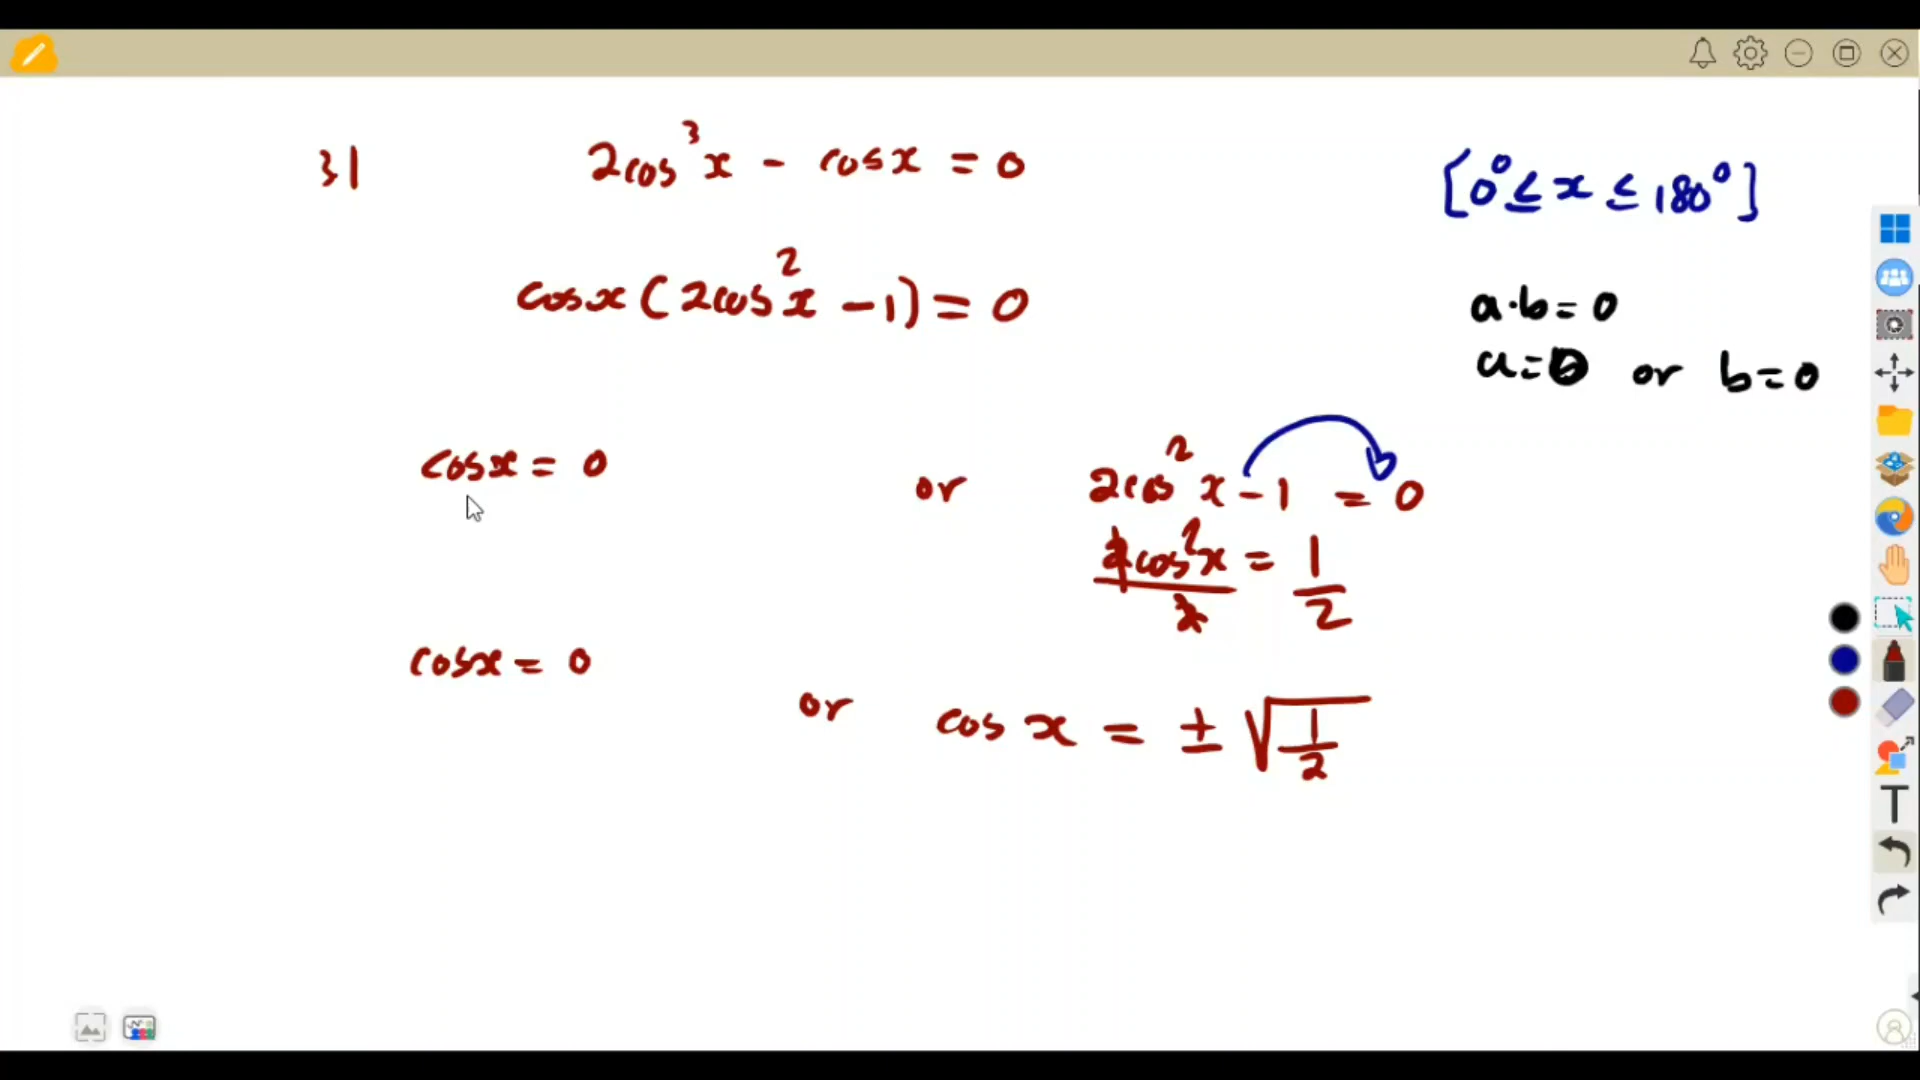 31 2cos³x - cosx = 0
[0° ≤ x ≤ 180°]
cosx(2cos²x - 1) = 0
a·b = 0
a = 0 or b = 0
cosx = 0 or 2cos²x - 1 = 0
2cos²x/2 = 1/2
cosx = 0 or cos x = ± √(1/2)
T